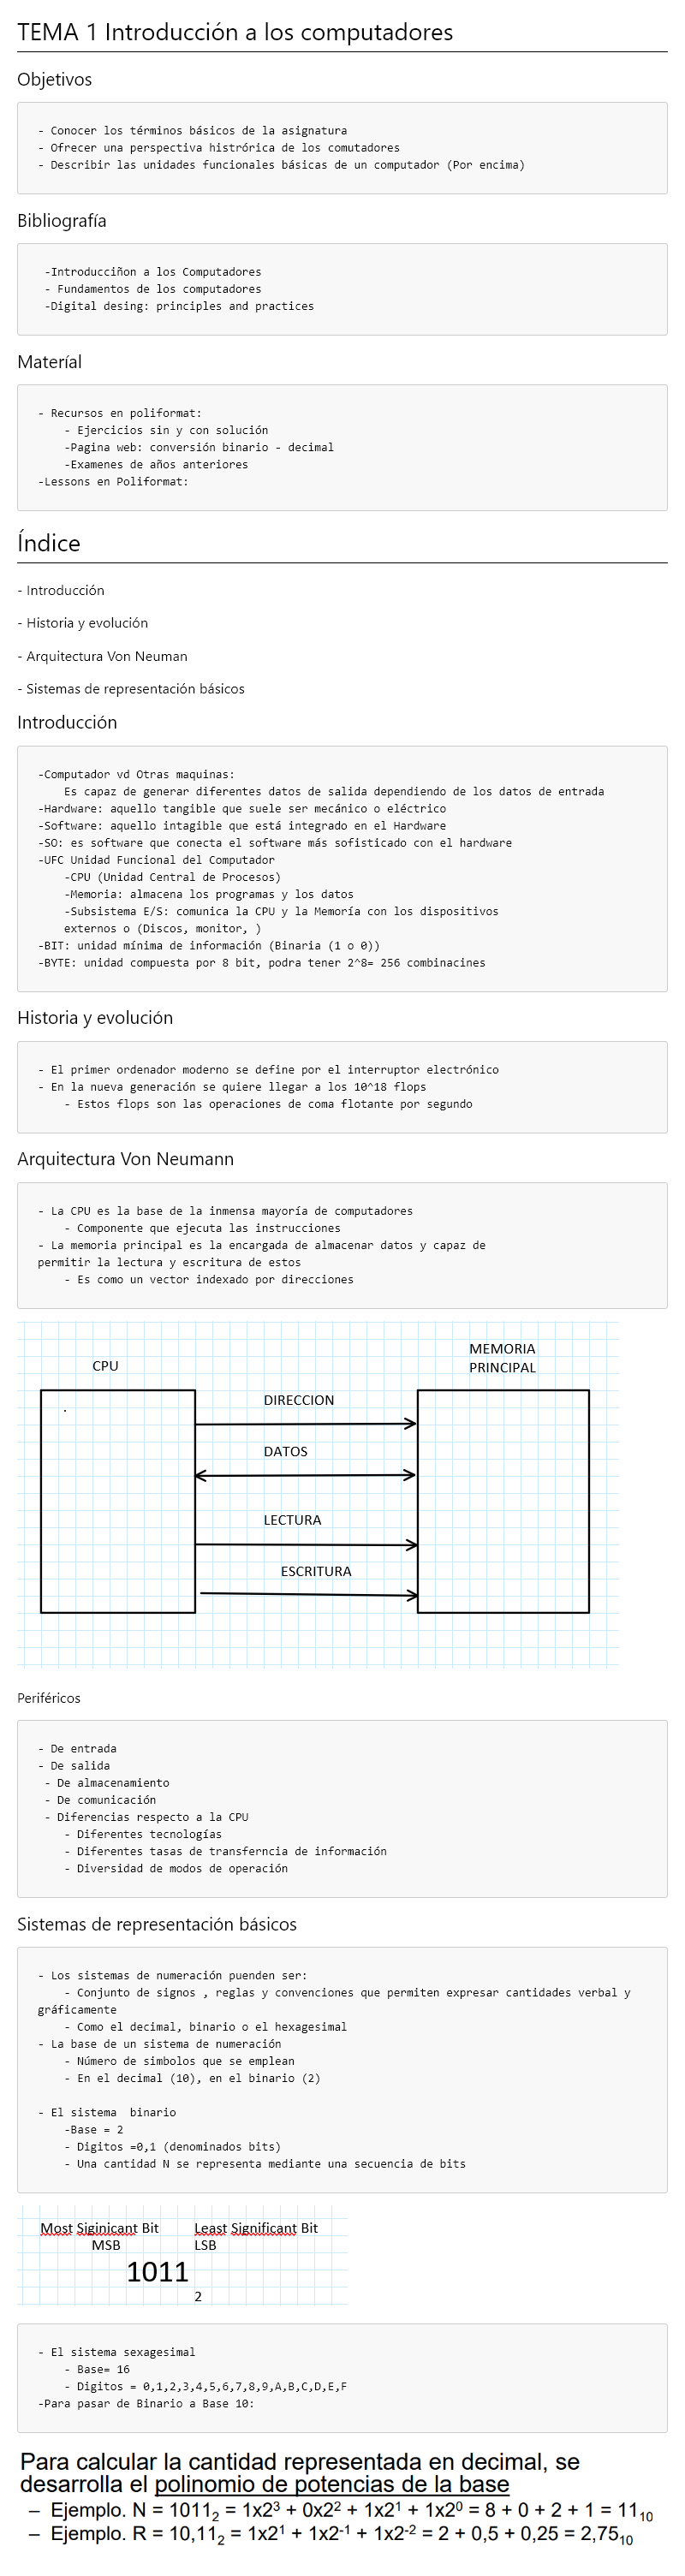 TEMA 1 Introducción a los computadores
Objetivos
- Conocer los términos básicos de la asignatura
- Ofrecer una perspectiva histrórica de los comutadores
- Describir las unidades funcionales básicas de un computador (Por encima)
Bibliografía
-Introducciñon a los Computadores
- Fundamentos de los computadores
-Digital desing: principles and practices
Materíal
- Recursos en poliformat:
- Ejercicios sin y con solución
-Pagina web: conversión binario - decimal
-Examenes de años anteriores
-Lessons en Poliformat:
Índice
- Introducción
- Historia y evolución
- Arquitectura Von Neuman
- Sistemas de representación básicos
Introducción
-Computador vd Otras maquinas:
Es capaz de generar diferentes datos de salida dependiendo de los datos de entrada
-Hardware: aquello tangible que suele ser mecánico o eléctrico
-Software: aquello intagible que está integrado en el Hardware
-SO: es software que conecta el software más sofisticado con el hardware
-UFC Unidad Funcional del Computador
-CPU (Unidad Central de Procesos)
-Memoria: almacena los programas y los datos
-Subsistema E/S: comunica la CPU y la Memoría con los dispositivos
externos o (Discos, monitor, )
-BIT: unidad mínima de información (Binaria (1 o 0))
-BYTE: unidad compuesta por 8 bit, podra tener 2^8= 256 combinacines
Historia y evolución
- El primer ordenador moderno se define por el interruptor electrónico
- En la nueva generación se quiere llegar a los 10^18 flops
- Estos flops son las operaciones de coma flotante por segundo
Arquitectura Von Neumann
- La CPU es la base de la inmensa mayoría de computadores
- Componente que ejecuta las instrucciones
- La memoria principal es la encargada de almacenar datos y capaz de
permitir la lectura y escritura de estos
- Es como un vector indexado por direcciones
CPU
MEMORIA
PRINCIPAL
DIRECCION
DATOS
LECTURA
ESCRITURA
Periféricos
- De entrada
- De salida
- De almacenamiento
- De comunicación
- Diferencias respecto a la CPU
- Diferentes tecnologías
- Diferentes tasas de transferncia de información
- Diversidad de modos de operación
Sistemas de representación básicos
- Los sistemas de numeración puenden ser:
- Conjunto de signos , reglas y convenciones que permiten expresar cantidades verbal y
gráficamente
- Como el decimal, binario o el hexagesimal
- La base de un sistema de numeración
- Número de simbolos que se emplean
- En el decimal (10), en el binario (2)
- El sistema  binario
-Base = 2
- Digitos =0,1 (denominados bits)
- Una cantidad N se representa mediante una secuencia de bits
Most Siginicant Bit Least Significant Bit
MSB LSB
1011
2
- El sistema sexagesimal
- Base= 16
- Digitos = 0,1,2,3,4,5,6,7,8,9,A,B,C,D,E,F
-Para pasar de Binario a Base 10:
Para calcular la cantidad representada en decimal, se
desarrolla el polinomio de potencias de la base
– Ejemplo. N = 1011₂ = 1x2³ + 0x2² + 1x2¹ + 1x2⁰ = 8 + 0 + 2 + 1 = 11₁₀
– Ejemplo. R = 10,11₂ = 1x2¹ + 1x2⁻¹ + 1x2⁻² = 2 + 0,5 + 0,25 = 2,75₁₀